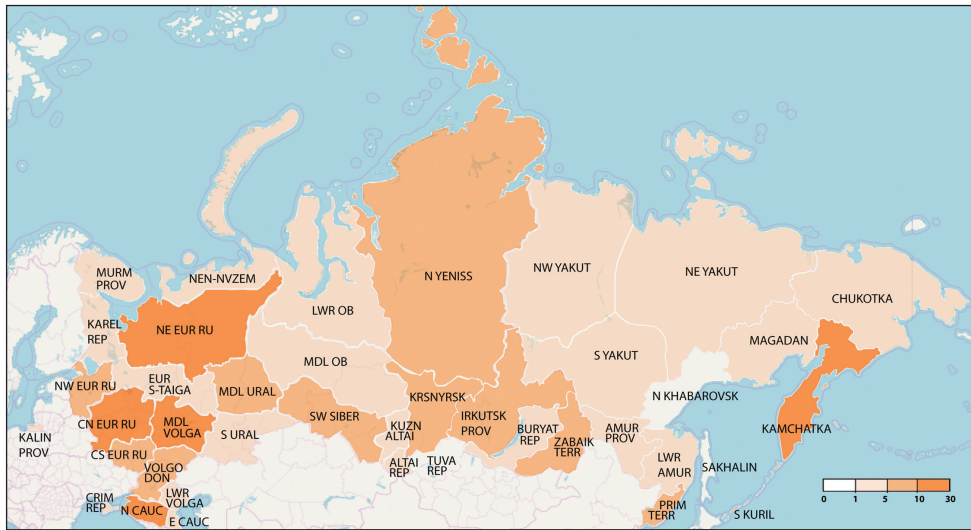 MURM
PROV
NEN-NVZEM
KAREL
REP
NE EUR RU
N YENISS
NW YAKUT
NE YAKUT
CHUKOTKA
LWR OB
MAGADAN
S YAKUT
MDL OB
NW EUR RU
EUR
S-TAIGA
MDL URAL
N KHABAROVSK
KRSNYRSK
SW SIBER
CN EUR RU
MDL
VOLGA
S URAL
KUZN
ALTAI
IRKUTSK
PROV
BURYAT
REP
ZABAIK
TERR
AMUR
PROV
KAMCHATKA
KALIN
PROV
CS EUR RU
VOLGO
DON
ALTAI
REP
TUVA
REP
LWR
AMUR
SAKHALIN
CRIM
REP
LWR
VOLGA
N CAUC
E CAUC
PRIM
TERR
S KURIL
0 1 5 10 30